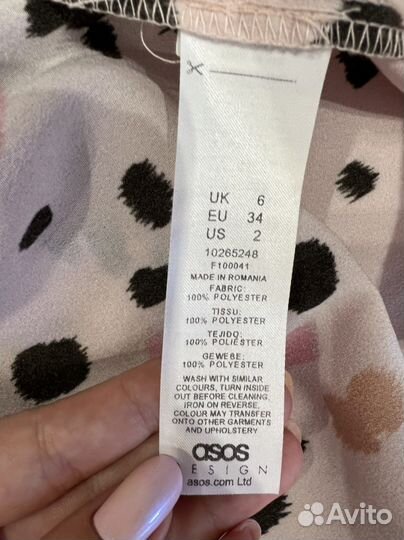 UK 6
EU 34
US 2
10265248
F100041
MADE IN ROMANIA
FABRIC:
100% POLYESTER
TISSU:
100% POLYESTER
TEJIDO:
100% POLIÉSTER
GEWEBE:
100% POLYESTER
WASH WITH SIMILAR
COLOURS, TURN INSIDE
OUT BEFORE CLEANING,
IRON ON REVERSE,
COLOUR MAY TRANSFER
ONTO OTHER GARMENTS
AND UPHOLSTERY
asos
DESIGN
asos.com Ltd
Avito